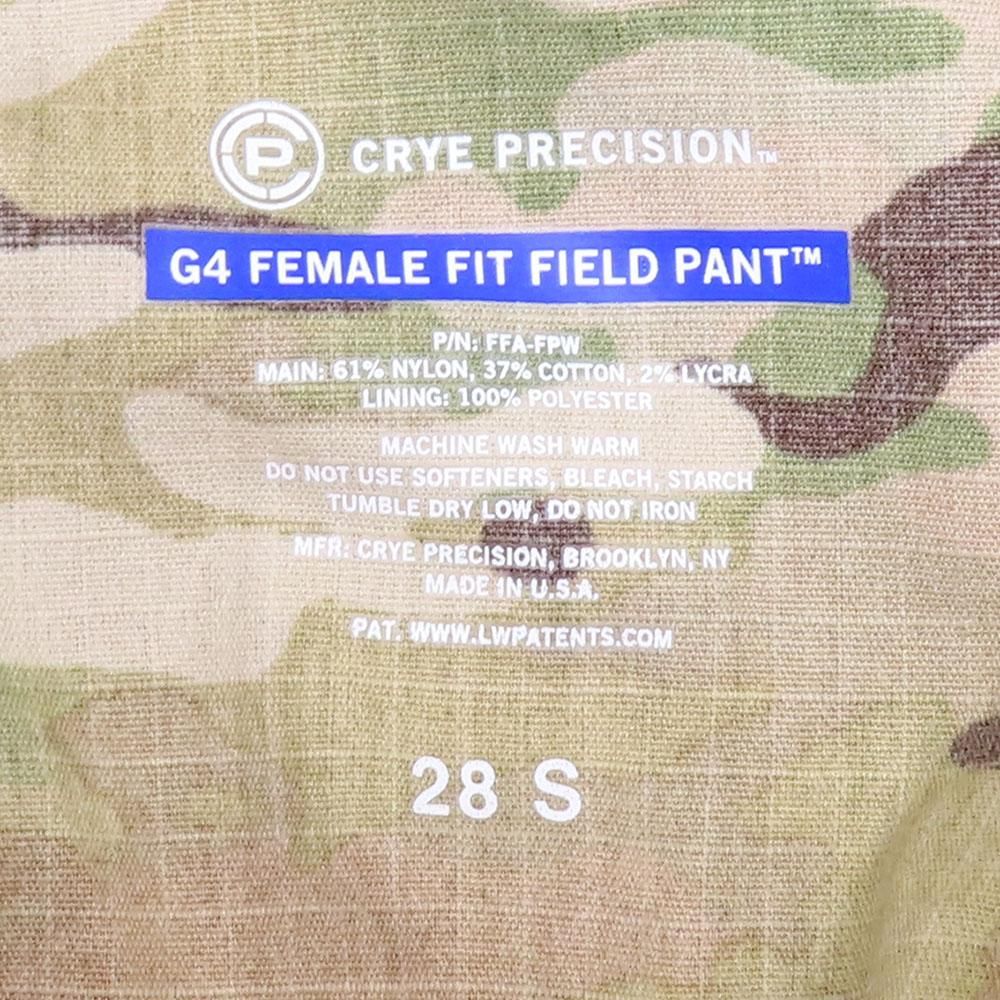 CP CRYE PRECISION™
G4 FEMALE FIT FIELD PANT™
P/N: FFA-FPW
MAIN: 61% NYLON, 37% COTTON, 2% LYCRA
LINING: 100% POLYESTER
MACHINE WASH WARM
DO NOT USE SOFTENERS, BLEACH, STARCH
TUMBLE DRY LOW, DO NOT IRON
MFR: CRYE PRECISION, BROOKLYN, NY
MADE IN U.S.A.
PAT. WWW.LWPATENTS.COM
28 S